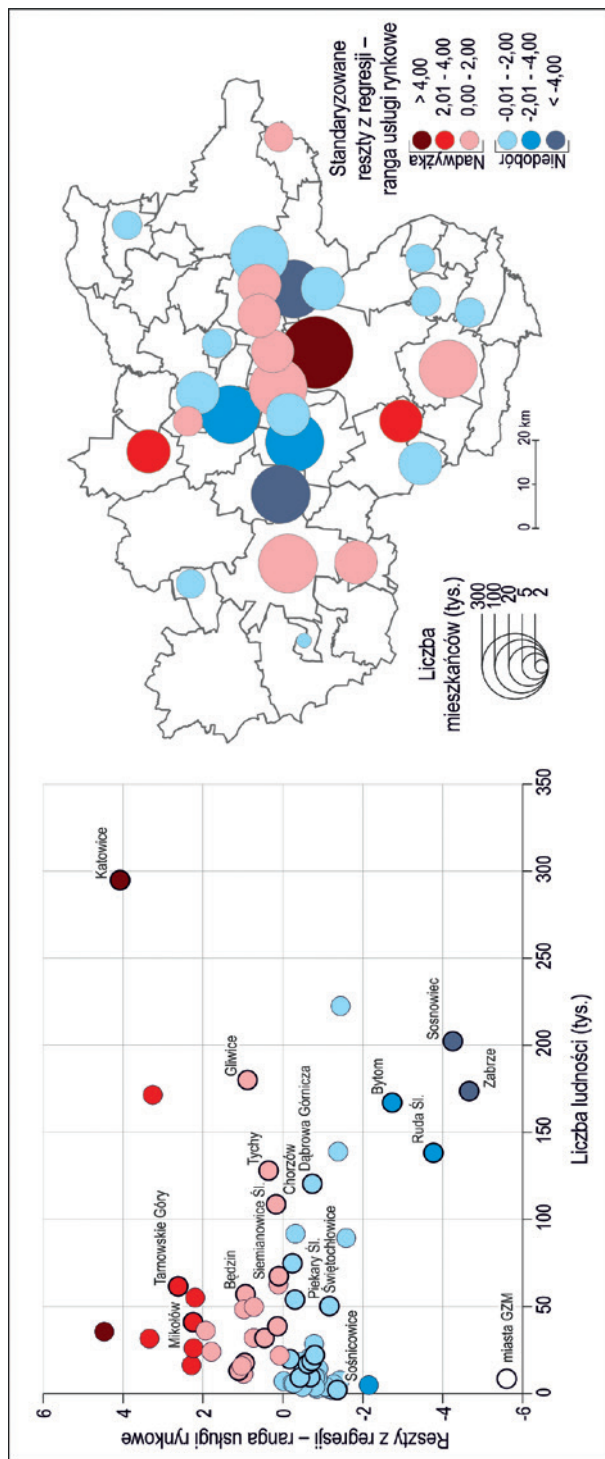 Reszty z regresji – ranga usługi rynkowe
6
4
2
0
-2
-4
-6
0
50
100
150
200
250
300
350
Liczba ludności (tys.)
Katowice
Tarnowskie Góry
Mikołów
Będzin
Siemianowice Śl.
Tychy
Chorzów
Gliwice
Dąbrowa Górnicza
Piekary Śl.
Świętochłowice
Sośnicowice
Bytom
Ruda Śl.
Sosnowiec
Zabrze
miasta GZM
Liczba
mieszkańców (tys.)
300
100
20
5
2
0 10 20 km
Standaryzowane
reszty z regresji –
ranga usługi rynkowe
Nadwyżka
> 4,00
2,01 - 4,00
0,00 - 2,00
Niedobór
-0,01 - -2,00
-2,01 - -4,00
< -4,00